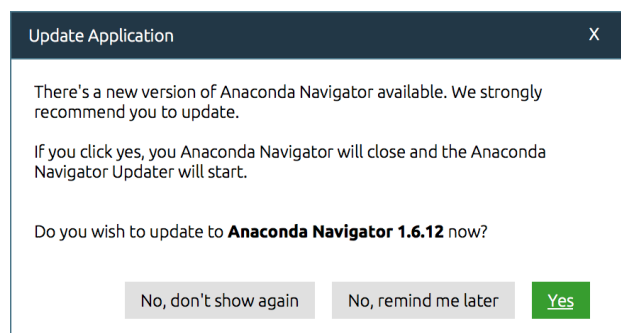 Update Application X
There's a new version of Anaconda Navigator available. We strongly
recommend you to update.
If you click yes, you Anaconda Navigator will close and the Anaconda
Navigator Updater will start.
Do you wish to update to Anaconda Navigator 1.6.12 now?
No, don't show again No, remind me later Yes